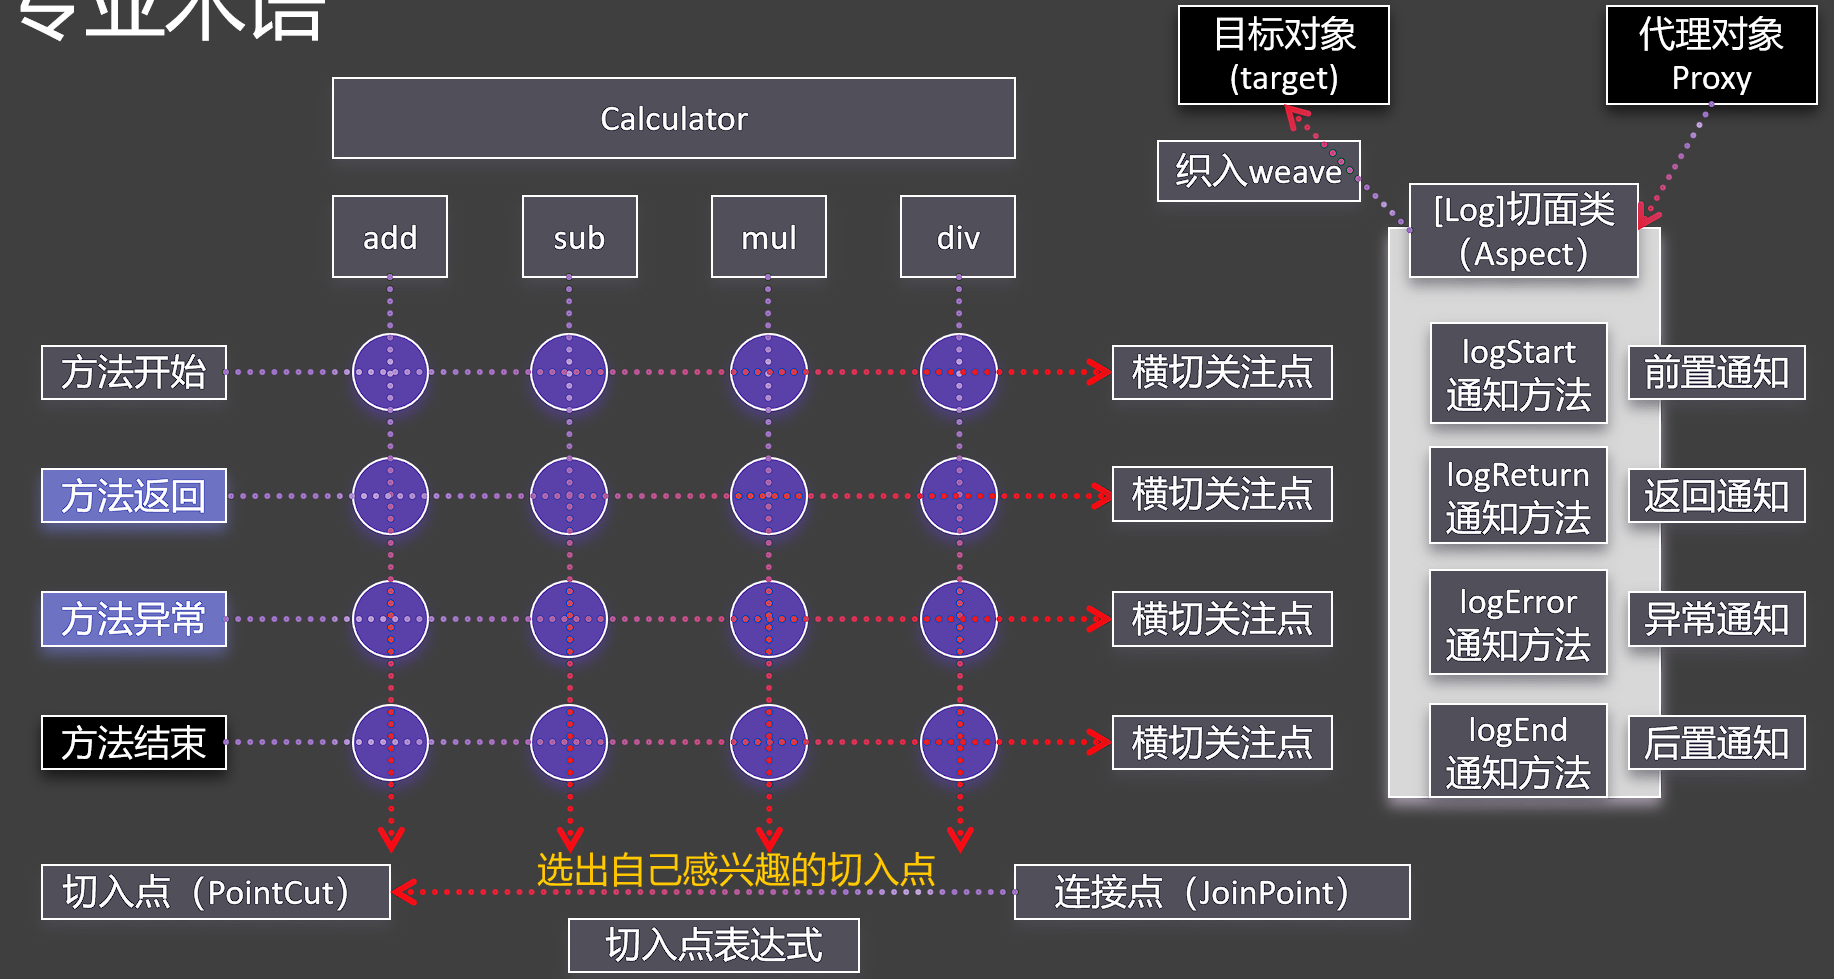 专业术语
目标对象
(target)
代理对象
Proxy
Calculator
织入weave
[Log]切面类
（Aspect）
add
sub
mul
div
方法开始
横切关注点
logStart
通知方法
前置通知
方法返回
横切关注点
logReturn
通知方法
返回通知
方法异常
横切关注点
logError
通知方法
异常通知
方法结束
横切关注点
logEnd
通知方法
后置通知
选出自己感兴趣的切入点
切入点（PointCut）
连接点（JoinPoint）
切入点表达式